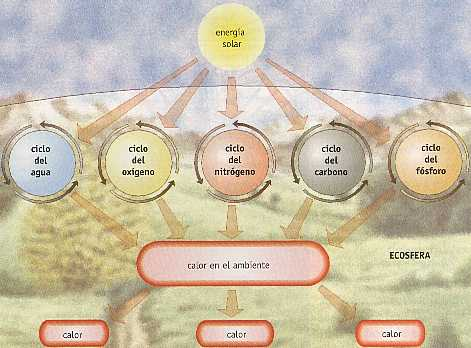 energía
solar
ciclo
del
agua
ciclo
del
oxígeno
ciclo
del
nitrógeno
ciclo
del
carbono
ciclo
del
fósforo
calor en el ambiente
ECOSFERA
calor
calor
calor